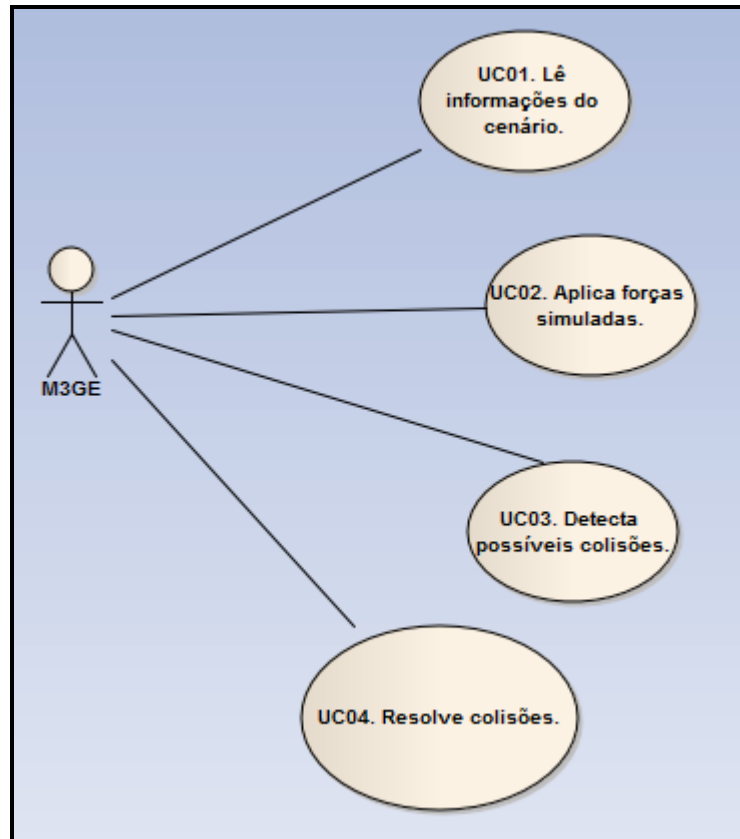 UC01. Lê
informações do
cenário.
UC02. Aplica forças
simuladas.
M3GE
UC03. Detecta
possíveis colisões.
UC04. Resolve colisões.